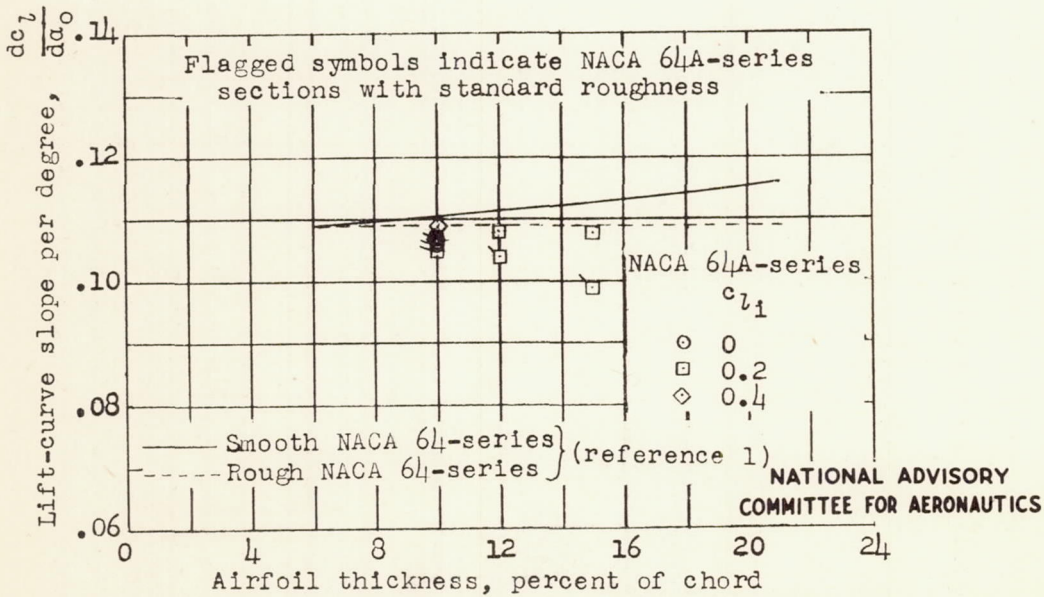 Lift-curve slope per degree, dc_l/dα_o
.14
.12
.10
.08
.06
Flagged symbols indicate NACA 64A-series
sections with standard roughness
NACA 64A-series
c_l_i
0
0.2
0.4
Smooth NACA 64-series
Rough NACA 64-series
(reference 1)
NATIONAL ADVISORY
COMMITTEE FOR AERONAUTICS
0 4 8 12 16 20 24
Airfoil thickness, percent of chord